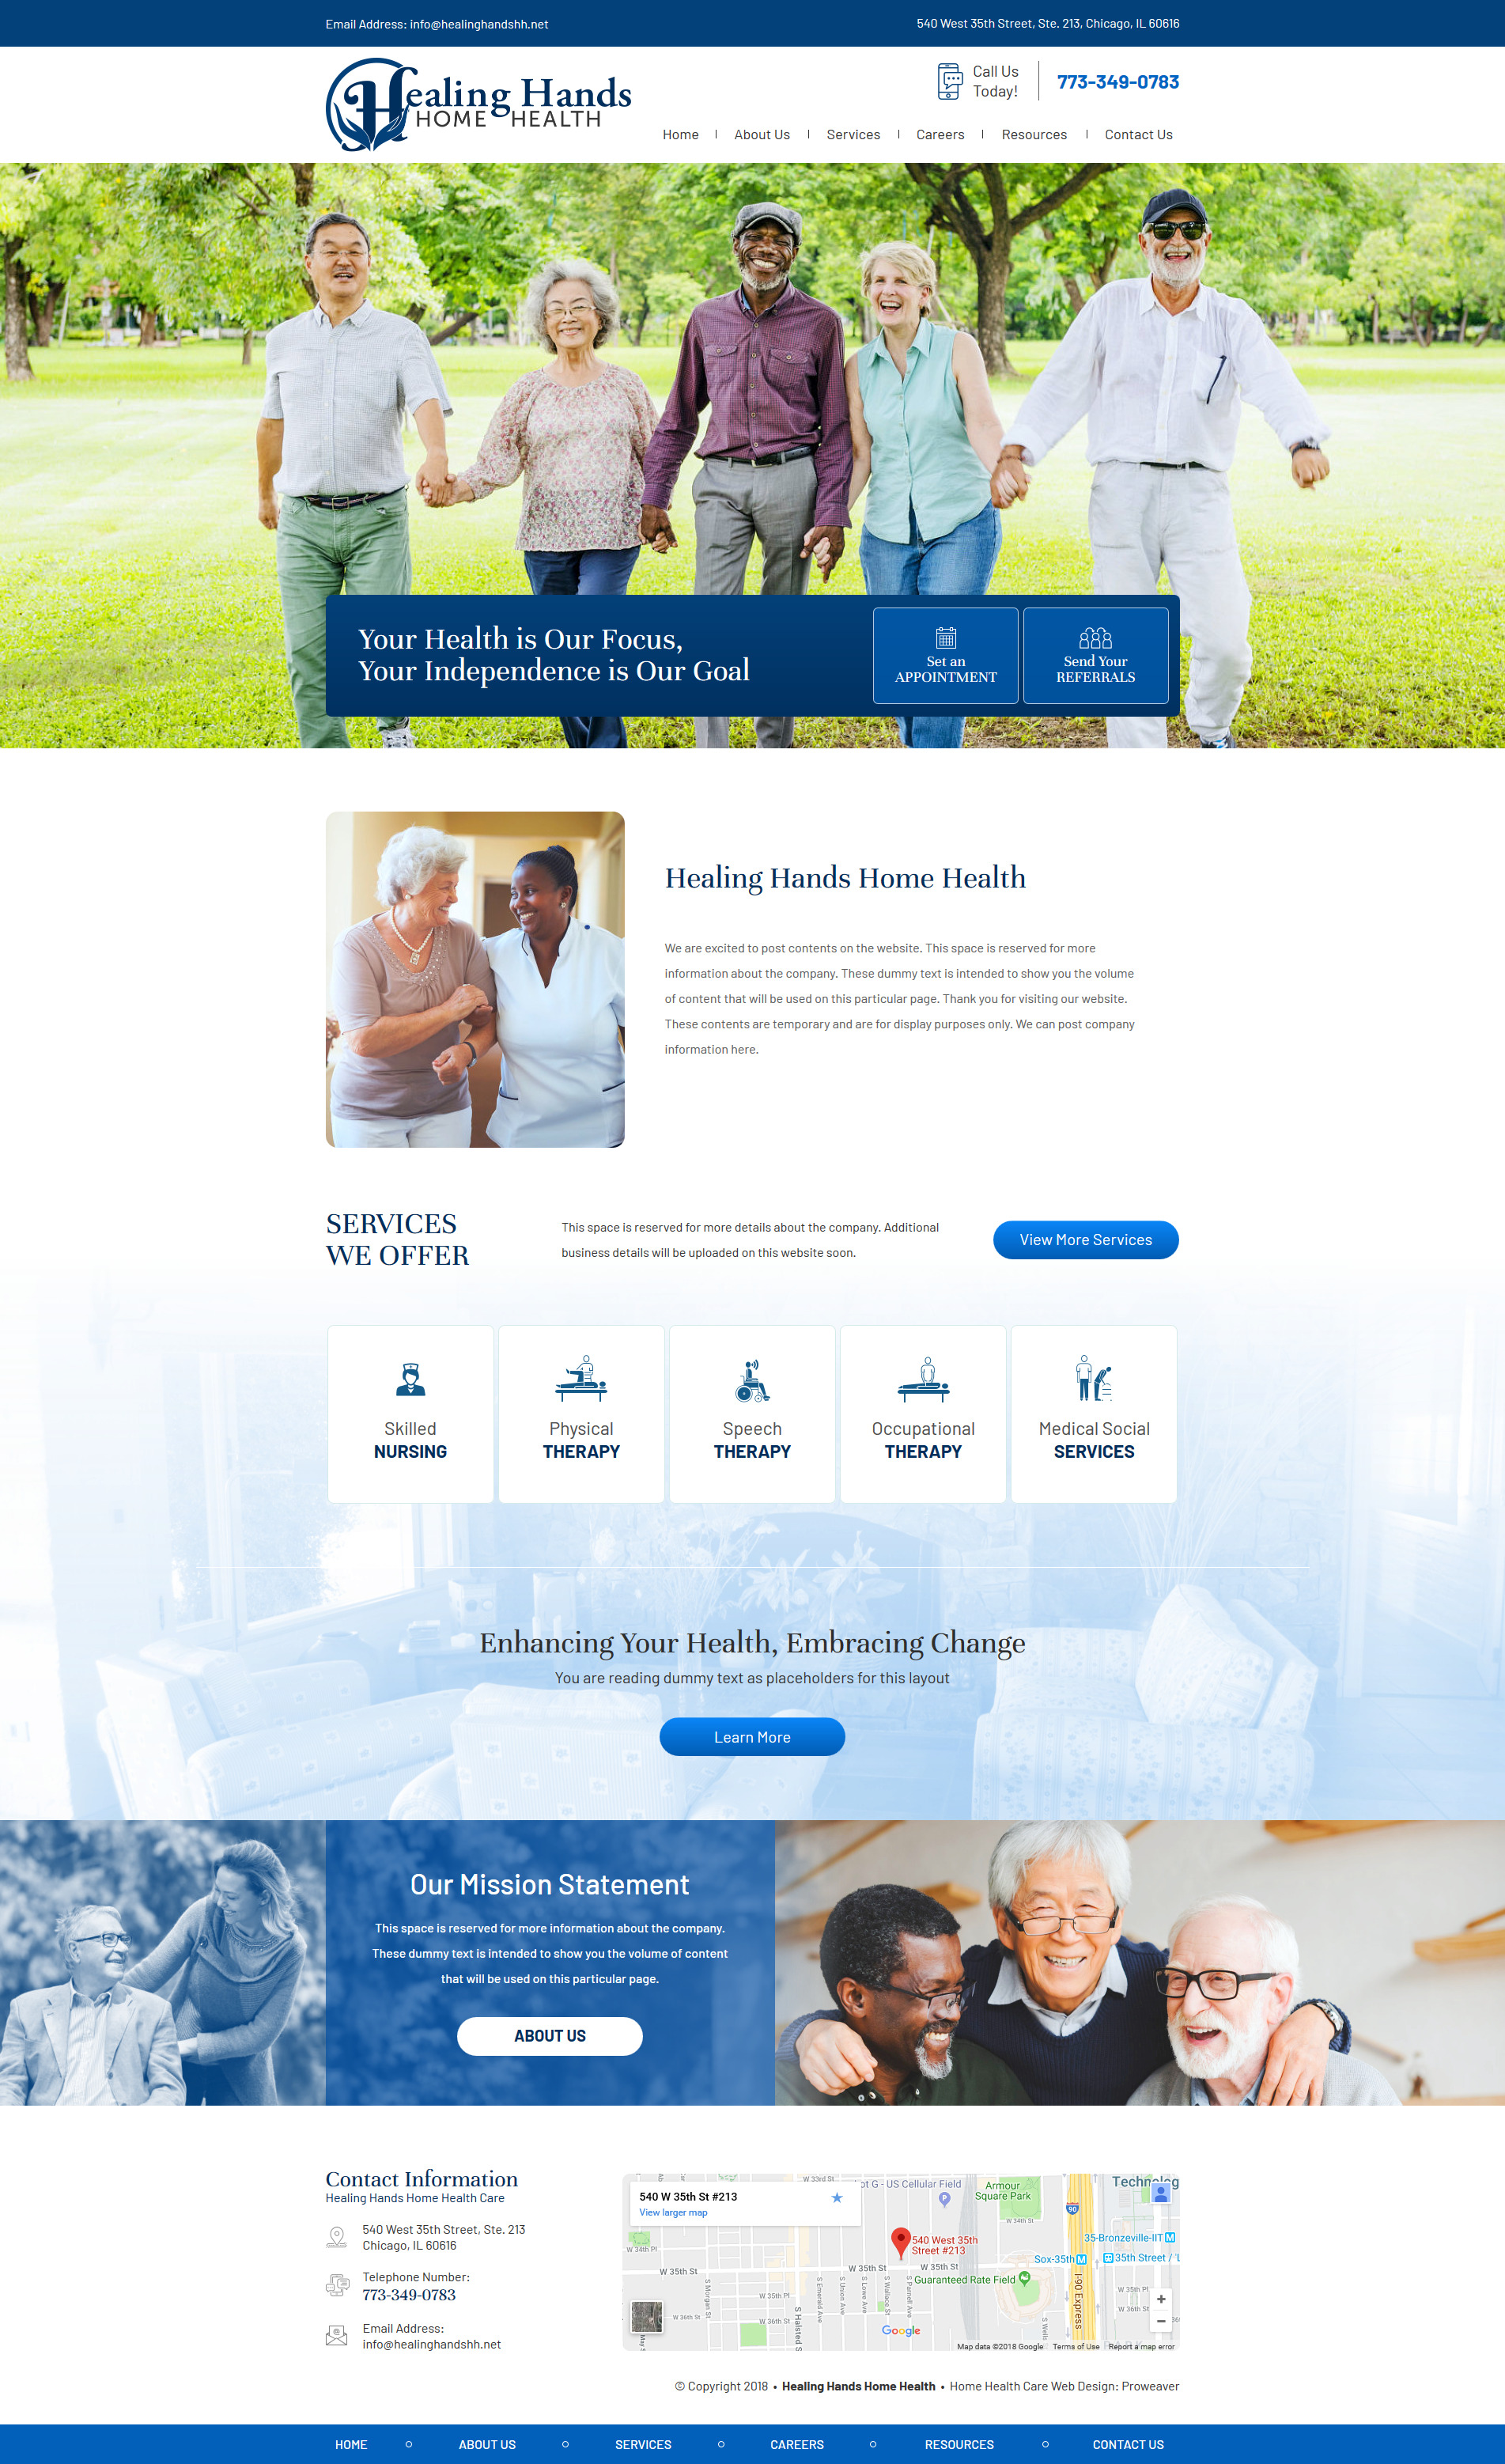 Email Address: info@healinghandshh.net
540 West 35th Street, Ste. 213, Chicago, IL 60616
Healing Hands
HOME HEALTH
Call Us
Today!
773-349-0783
Home
About Us
Services
Careers
Resources
Contact Us
Your Health is Our Focus,
Your Independence is Our Goal
Set an
APPOINTMENT
Send Your
REFERRALS
Healing Hands Home Health
We are excited to post contents on the website. This space is reserved for more
information about the company. These dummy text is intended to show you the volume
of content that will be used on this particular page. Thank you for visiting our website.
These contents are temporary and are for display purposes only. We can post company
information here.
SERVICES
WE OFFER
This space is reserved for more details about the company. Additional
business details will be uploaded on this website soon.
View More Services
Skilled
NURSING
Physical
THERAPY
Speech
THERAPY
Occupational
THERAPY
Medical Social
SERVICES
Enhancing Your Health, Embracing Change
You are reading dummy text as placeholders for this layout
Learn More
Our Mission Statement
This space is reserved for more information about the company.
These dummy text is intended to show you the volume of content
that will be used on this particular page.
ABOUT US
Contact Information
Healing Hands Home Health Care
540 West 35th Street, Ste. 213
Chicago, IL 60616
Telephone Number:
773-349-0783
Email Address:
info@healinghandshh.net
540 W 35th St #213
View larger map
W 33rd St
Lot G - US Cellular Field
Armour
Square Park
Technolog
90
W 34th St
W 34th Pl
540 West 35th
Street #213
35-Bronzeville-IIT
Sox-35th
35th Street / 'L
W 35th St
W 35th St
W 35th St
Guaranteed Rate Field
I-90 Express
W 35th Pl
W 35th Pl
W 36th St
W 36th St
W 36th St
S Morgan St
S Halsted S
S Emerald Ave
S Union Ave
S Lowe Ave
S Wallace St
S Parnell Ave
S Wells
May S
Google
Map data ©2018 Google
Terms of Use
Report a map error
© Copyright 2018 • Healing Hands Home Health • Home Health Care Web Design: Proweaver
HOME
ABOUT US
SERVICES
CAREERS
RESOURCES
CONTACT US